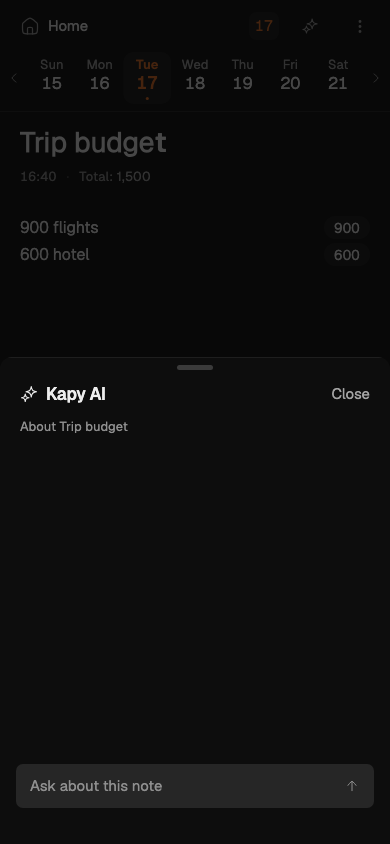 Home 17
Sun Mon Tue Wed Thu Fri Sat
15 16 17 18 19 20 21
Trip budget
16:40 · Total: 1,500
900 flights 900
600 hotel 600
Kapy AI Close
About Trip budget
Ask about this note